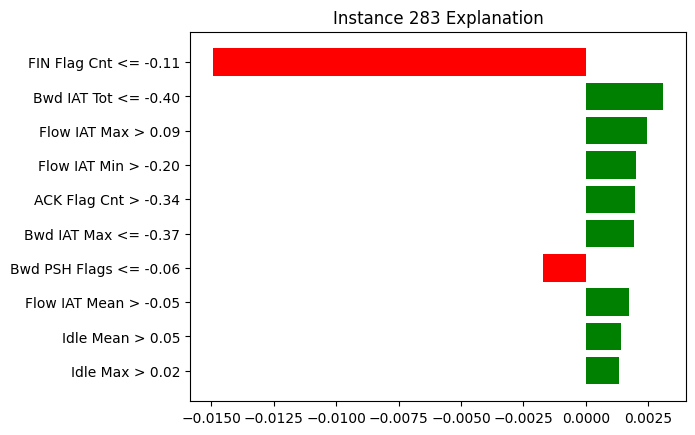 Instance 283 Explanation
FIN Flag Cnt <= -0.11
Bwd IAT Tot <= -0.40
Flow IAT Max > 0.09
Flow IAT Min > -0.20
ACK Flag Cnt > -0.34
Bwd IAT Max <= -0.37
Bwd PSH Flags <= -0.06
Flow IAT Mean > -0.05
Idle Mean > 0.05
Idle Max > 0.02
−0.0150 −0.0125 −0.0100 −0.0075 −0.0050 −0.0025 0.0000 0.0025